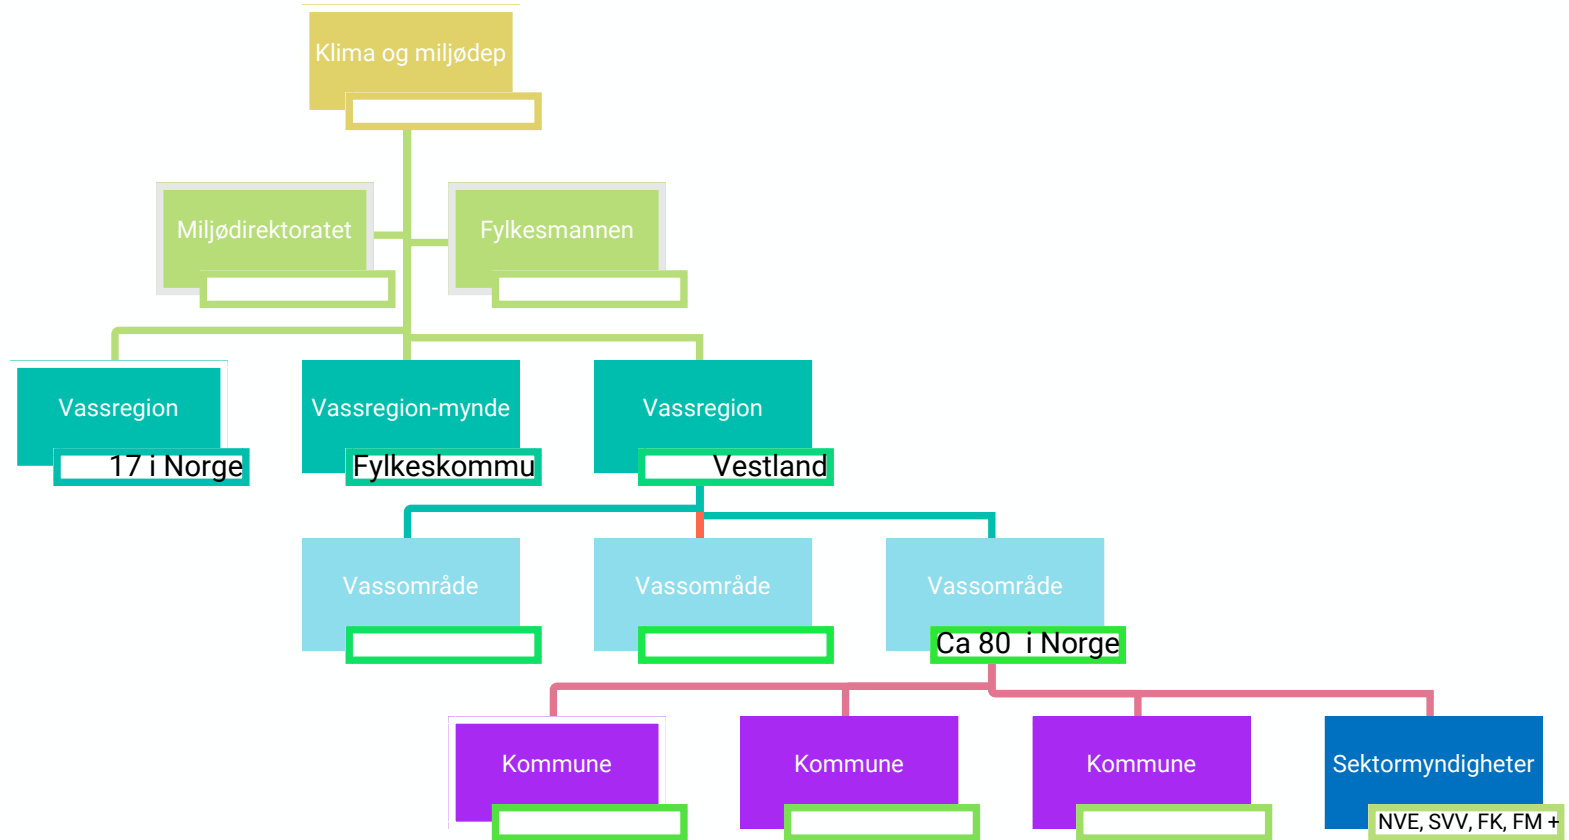 Klima og miljødep
Miljødirektoratet
Fylkesmannen
Vassregion
17 i Norge
Vassregion-mynde
Fylkeskommu
Vassregion
Vestland
Vassområde
Vassområde
Vassområde
Ca 80 i Norge
Kommune
Kommune
Kommune
Sektormyndigheter
NVE, SVV, FK, FM +